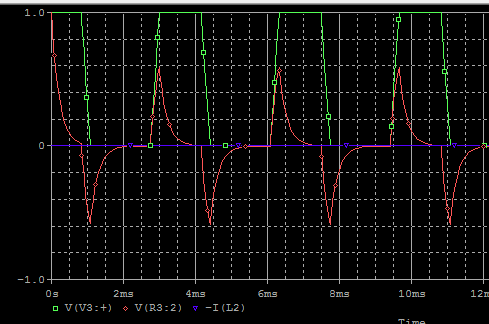 1.0
0
-1.0
0s 2ms 4ms 6ms 8ms 10ms 12m
V(V3:+) V(R3:2) -I(L2)
Time